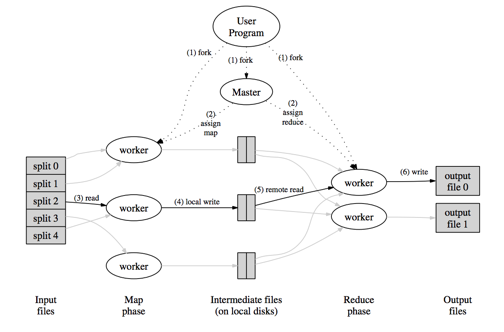 User
Program
(1) fork
(1) fork
(1) fork
Master
(2)
assign
map
(2)
assign
reduce
worker
split 0
split 1
split 2
split 3
split 4
(3) read
worker
(4) local write
(5) remote read
worker
(6) write
output
file 0
worker
output
file 1
worker
Input
files
Map
phase
Intermediate files
(on local disks)
Reduce
phase
Output
files